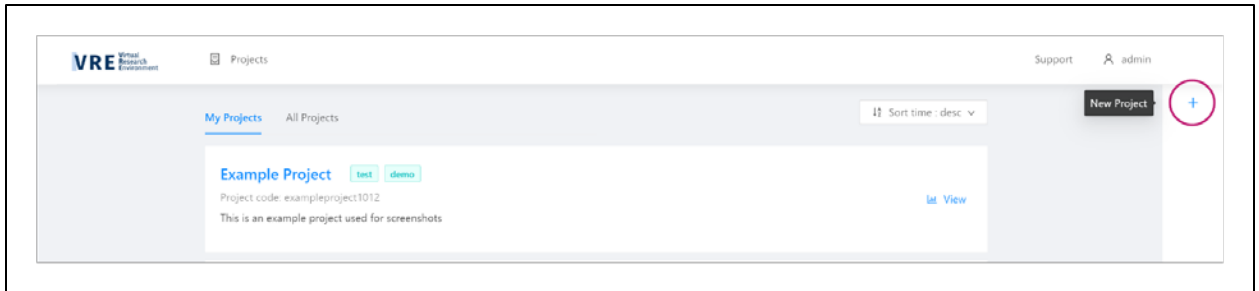 VRE Virtual Research Environment
Projects
Support
admin
My Projects
All Projects
Sort time : desc
New Project
Example Project
test
demo
Project code: exampleproject1012
View
This is an example project used for screenshots